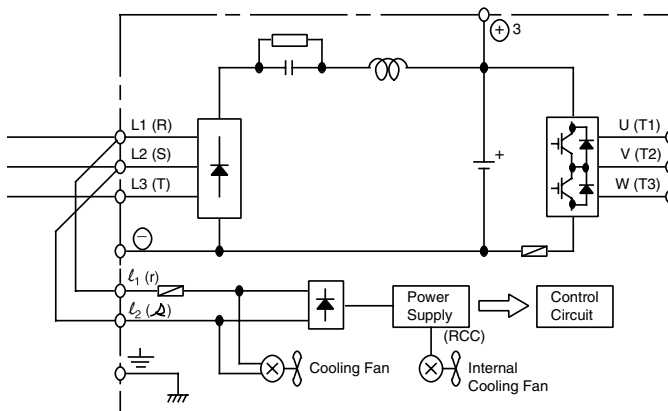 ⊕ 3
L1 (R)
L2 (S)
L3 (T)
⊖
ℓ1 (r)
ℓ2 (s)
+
U (T1)
V (T2)
W (T3)
Power
Supply
(RCC)
Control
Circuit
Cooling Fan
Internal
Cooling Fan